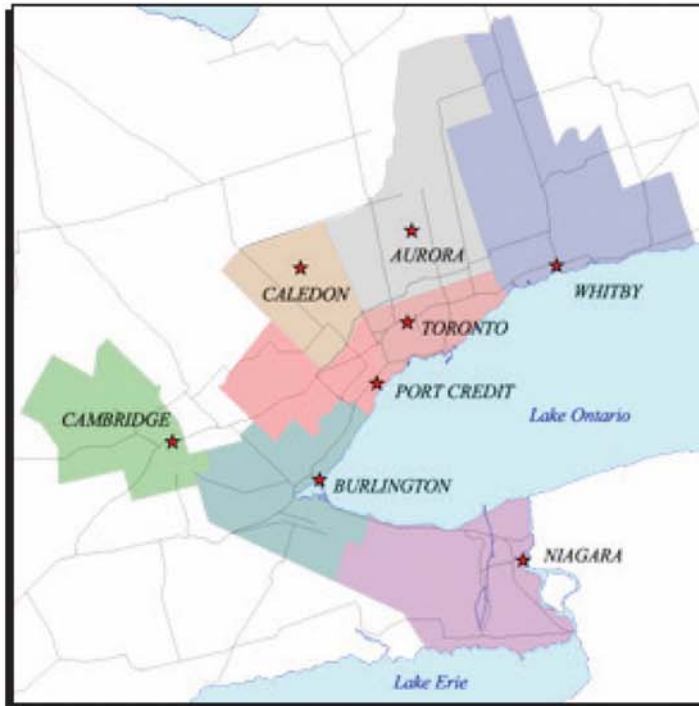 AURORA
CALEDON
WHITBY
TORONTO
PORT CREDIT
Lake Ontario
CAMBRIDGE
BURLINGTON
NIAGARA
Lake Erie